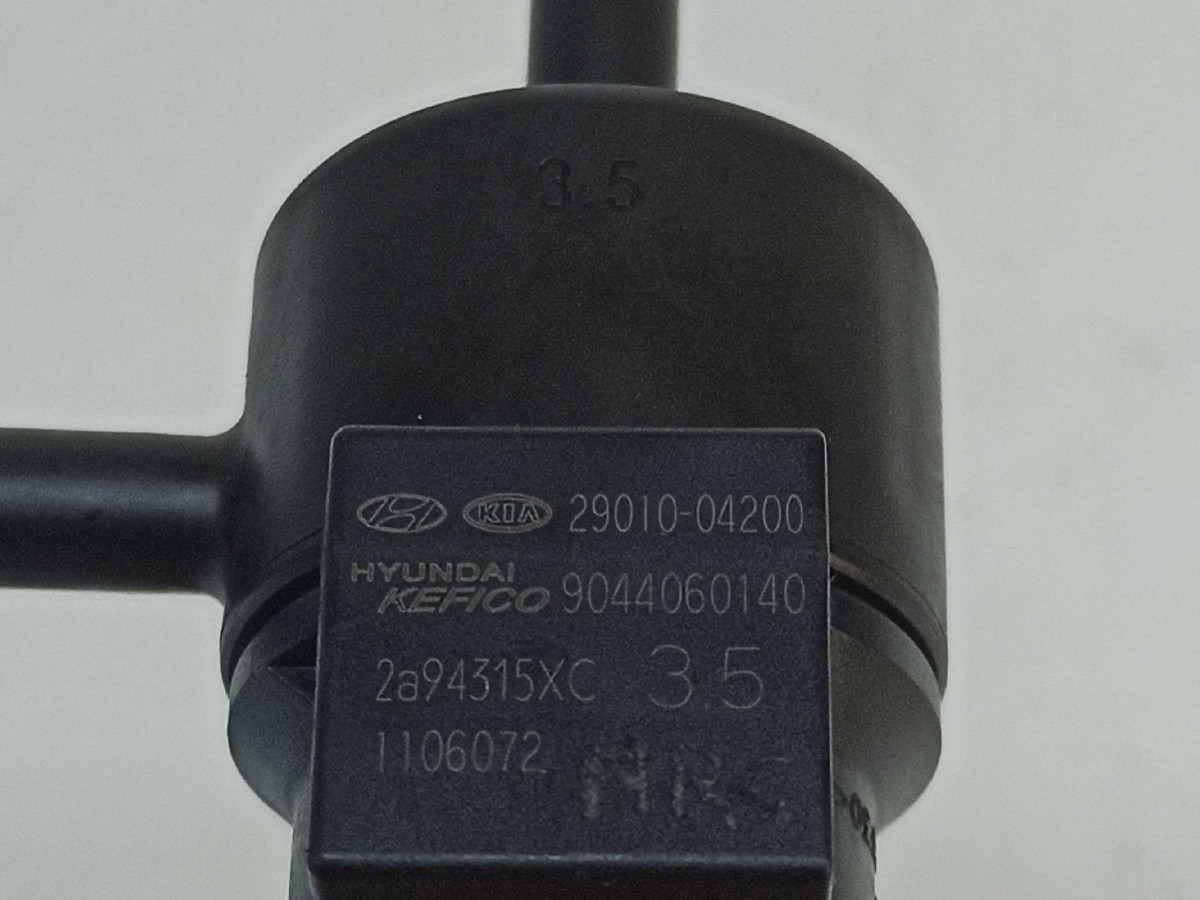 3.5
KIA 29010-04200
HYUNDAI
KEFICO 9044060140
2a94315XC 3.5
1106072